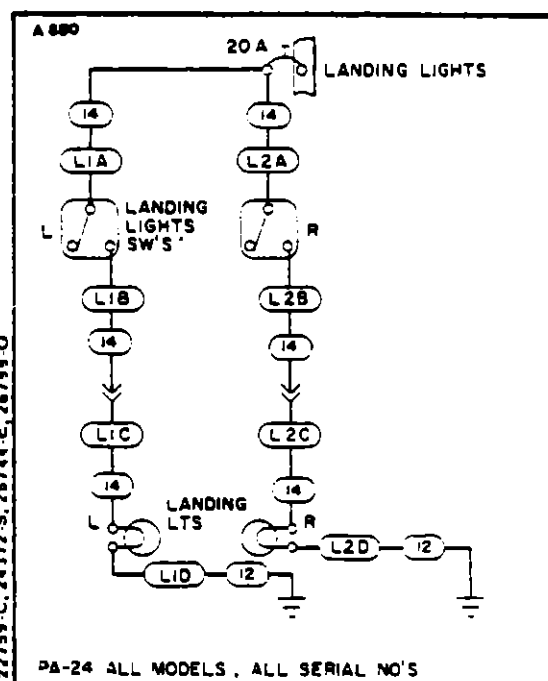 A 880
20 A
LANDING LIGHTS
14
14
L1A
L2A
L
LANDING
LIGHTS
SW'S
R
L1B
L2B
14
14
L1C
L2C
14
14
L
LANDING
LTS
R
L1D
12
L2D
12
PA-24 ALL MODELS, ALL SERIAL NO'S